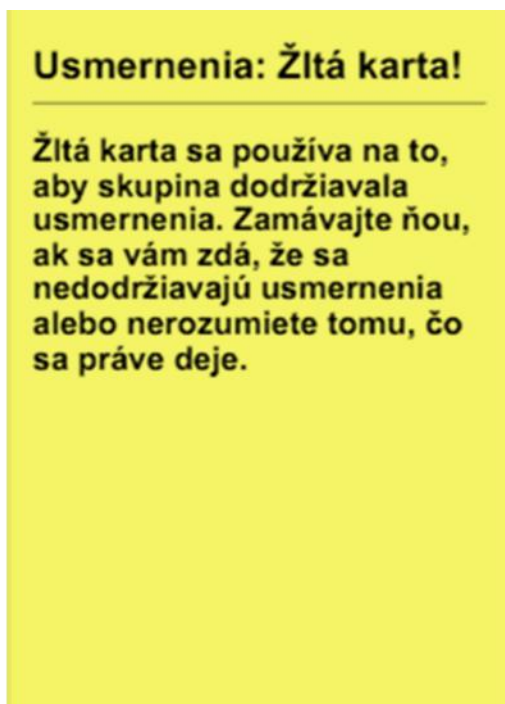 Usmernenia: Žltá karta!
Žltá karta sa používa na to,
aby skupina dodržiavala
usmernenia. Zamávajte ňou,
ak sa vám zdá, že sa
nedodržiavajú usmernenia
alebo nerozumiete tomu, čo
sa práve deje.